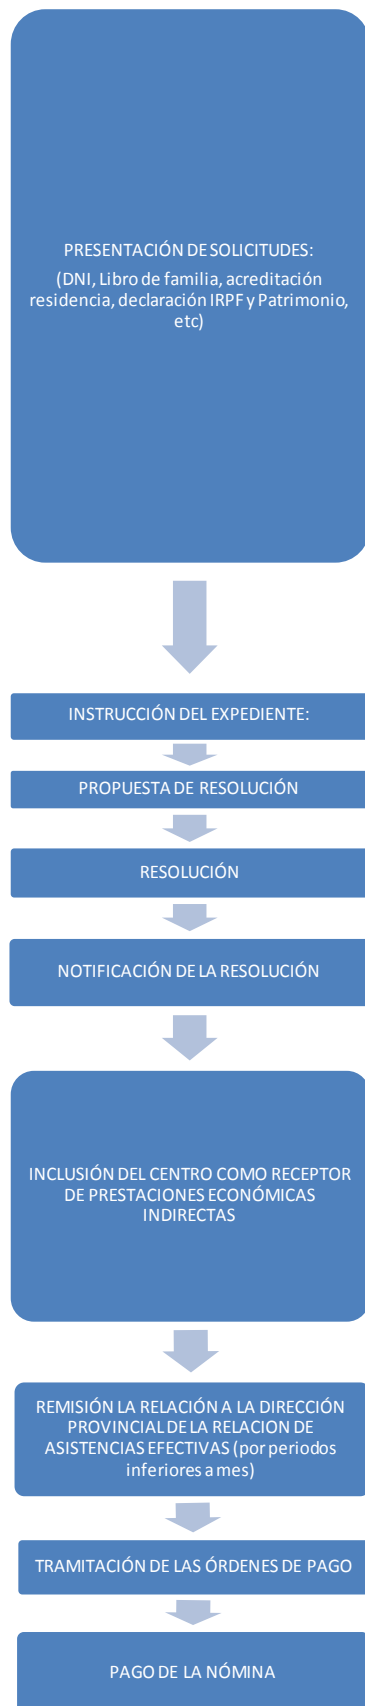 PRESENTACIÓN DE SOLICITUDES:
(DNI, Libro de familia, acreditación
residencia, declaración IRPF y Patrimonio,
etc)
INSTRUCCIÓN DEL EXPEDIENTE:
PROPUESTA DE RESOLUCIÓN
RESOLUCIÓN
NOTIFICACIÓN DE LA RESOLUCIÓN
INCLUSIÓN DEL CENTRO COMO RECEPTOR
DE PRESTACIONES ECONÓMICAS
INDIRECTAS
REMISIÓN LA RELACIÓN A LA DIRECCIÓN
PROVINCIAL DE LA RELACION DE
ASISTENCIAS EFECTIVAS (por periodos
inferiores a mes)
TRAMITACIÓN DE LAS ÓRDENES DE PAGO
PAGO DE LA NÓMINA